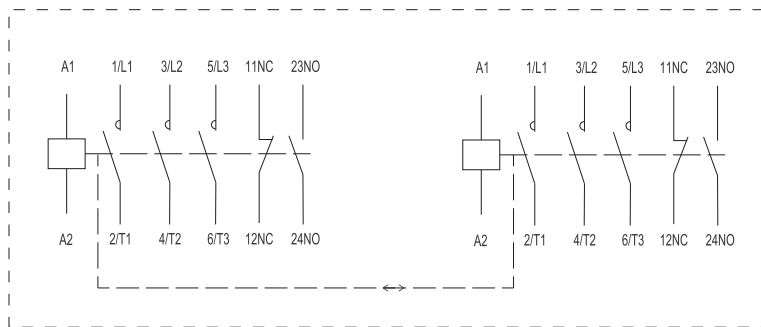 A1 1/L1 3/L2 5/L3 11NC 23NO A1 1/L1 3/L2 5/L3 11NC 23NO
A2 2/T1 4/T2 6/T3 12NC 24NO A2 2/T1 4/T2 6/T3 12NC 24NO